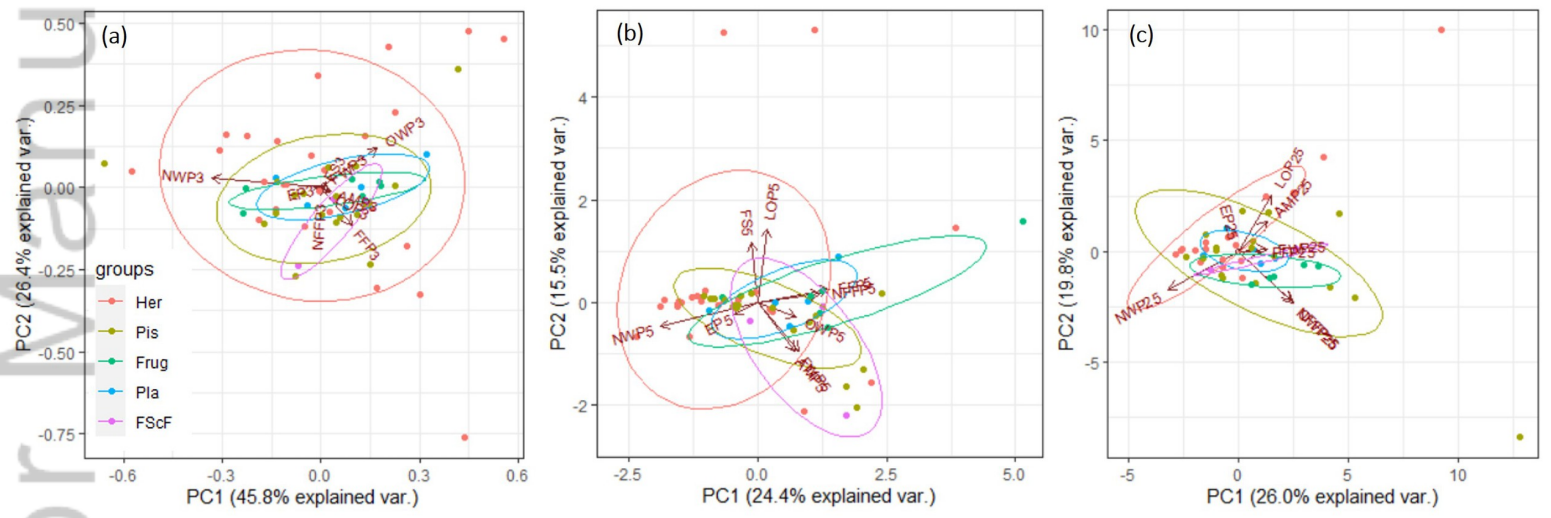 (a)
0.50
0.25
0.00
-0.25
-0.50
-0.75
PC2 (26.4% explained var.)
NWP3
OWP3
EP3
NFFP3
FFP3
groups
Her
Pis
Frug
Pla
FScF
-0.6
-0.3
0.0
0.3
0.6
PC1 (45.8% explained var.)
(b)
4
2
0
-2
PC2 (15.5% explained var.)
FS5
LOP5
NFFP5
NWP5
EP5
OWP5
-2.5
0
2.5
5.0
PC1 (24.4% explained var.)
(c)
10
5
0
-5
PC2 (19.8% explained var.)
LOP25
AMP25
EP25
NWP25
-5
0
5
10
PC1 (26.0% explained var.)